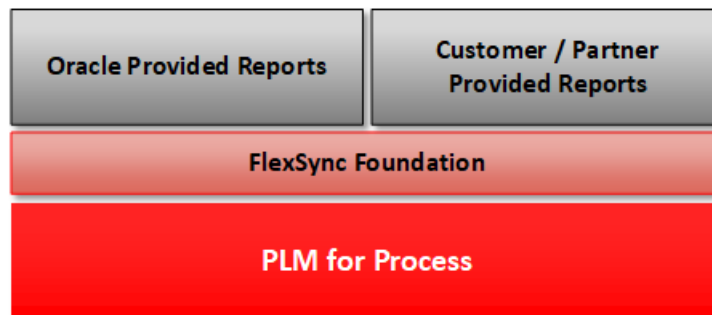 Oracle Provided Reports
Customer / Partner
Provided Reports
FlexSync Foundation
PLM for Process